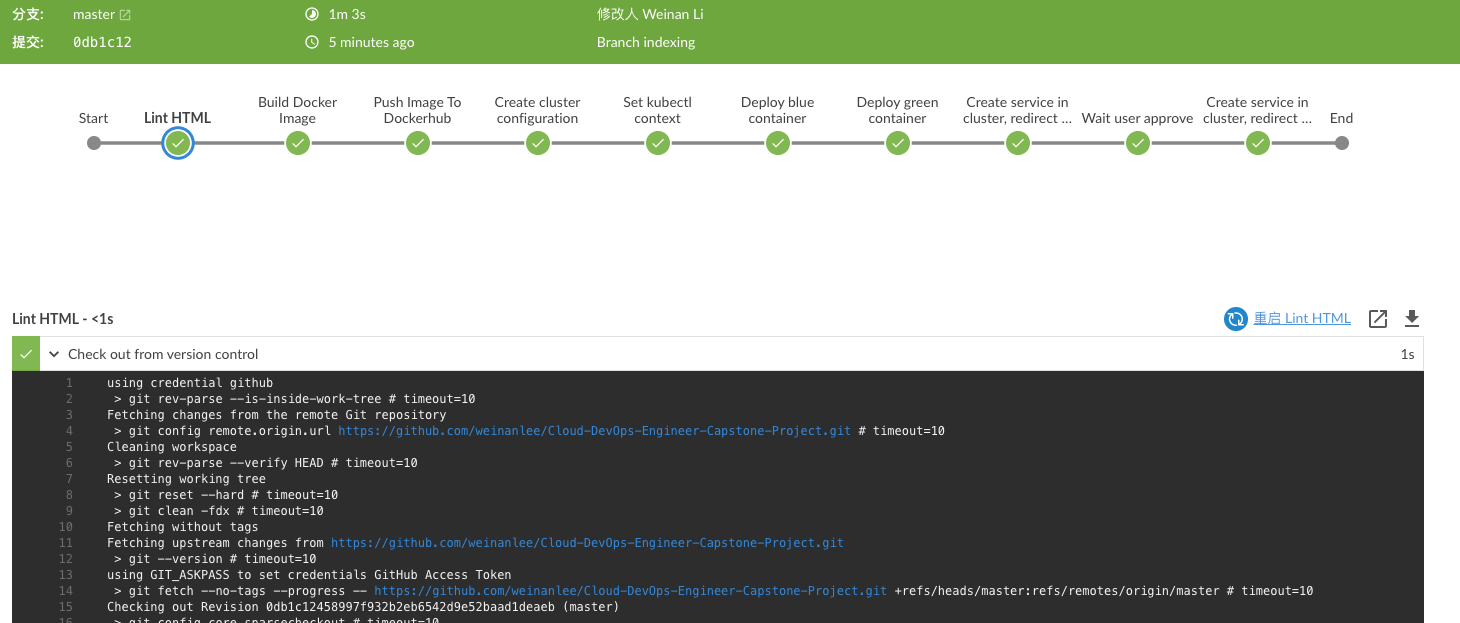 分支: master 1m 3s 修改人 Weinan Li
提交: 0db1c12 5 minutes ago Branch indexing
Start
Lint HTML
Build Docker
Image
Push Image To
Dockerhub
Create cluster
configuration
Set kubectl
context
Deploy blue
container
Deploy green
container
Create service in
cluster, redirect ...
Wait user approve
Create service in
cluster, redirect ...
End
Lint HTML - <1s 重启 Lint HTML
Check out from version control 1s
1 using credential github
2 > git rev-parse --is-inside-work-tree # timeout=10
3 Fetching changes from the remote Git repository
4 > git config remote.origin.url https://github.com/weinanlee/Cloud-DevOps-Engineer-Capstone-Project.git # timeout=10
5 Cleaning workspace
6 > git rev-parse --verify HEAD # timeout=10
7 Resetting working tree
8 > git reset --hard # timeout=10
9 > git clean -fdx # timeout=10
10 Fetching without tags
11 Fetching upstream changes from https://github.com/weinanlee/Cloud-DevOps-Engineer-Capstone-Project.git
12 > git --version # timeout=10
13 using GIT_ASKPASS to set credentials GitHub Access Token
14 > git fetch --no-tags --progress -- https://github.com/weinanlee/Cloud-DevOps-Engineer-Capstone-Project.git +refs/heads/master:refs/remotes/origin/master # timeout=10
15 Checking out Revision 0db1c12458997f932b2eb6542d9e52baad1deaeb (master)
16 > git config core.sparsecheckout # timeout=10